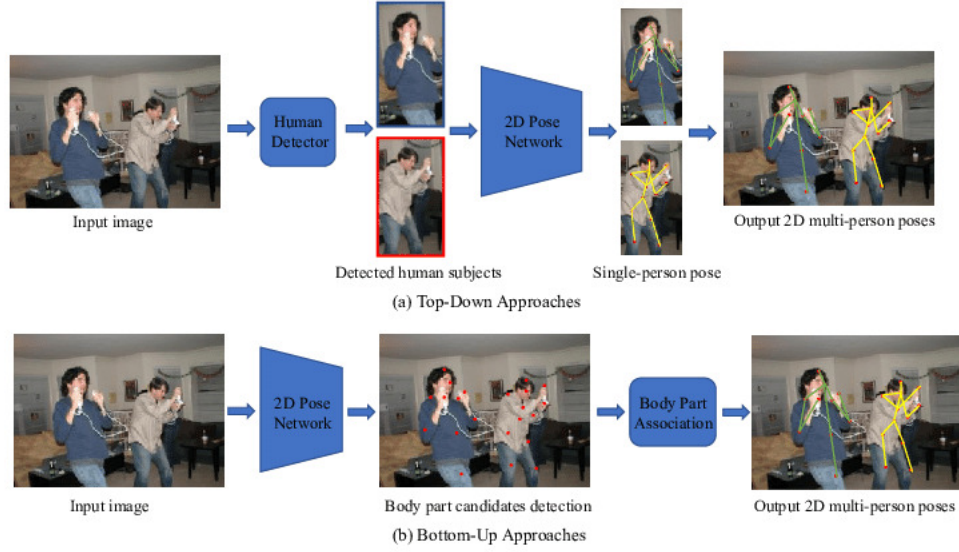 Human
Detector
2D Pose
Network
Input image
Output 2D multi-person poses
Detected human subjects
Single-person pose
(a) Top-Down Approaches
2D Pose
Network
Body Part
Association
Input image
Body part candidates detection
Output 2D multi-person poses
(b) Bottom-Up Approaches